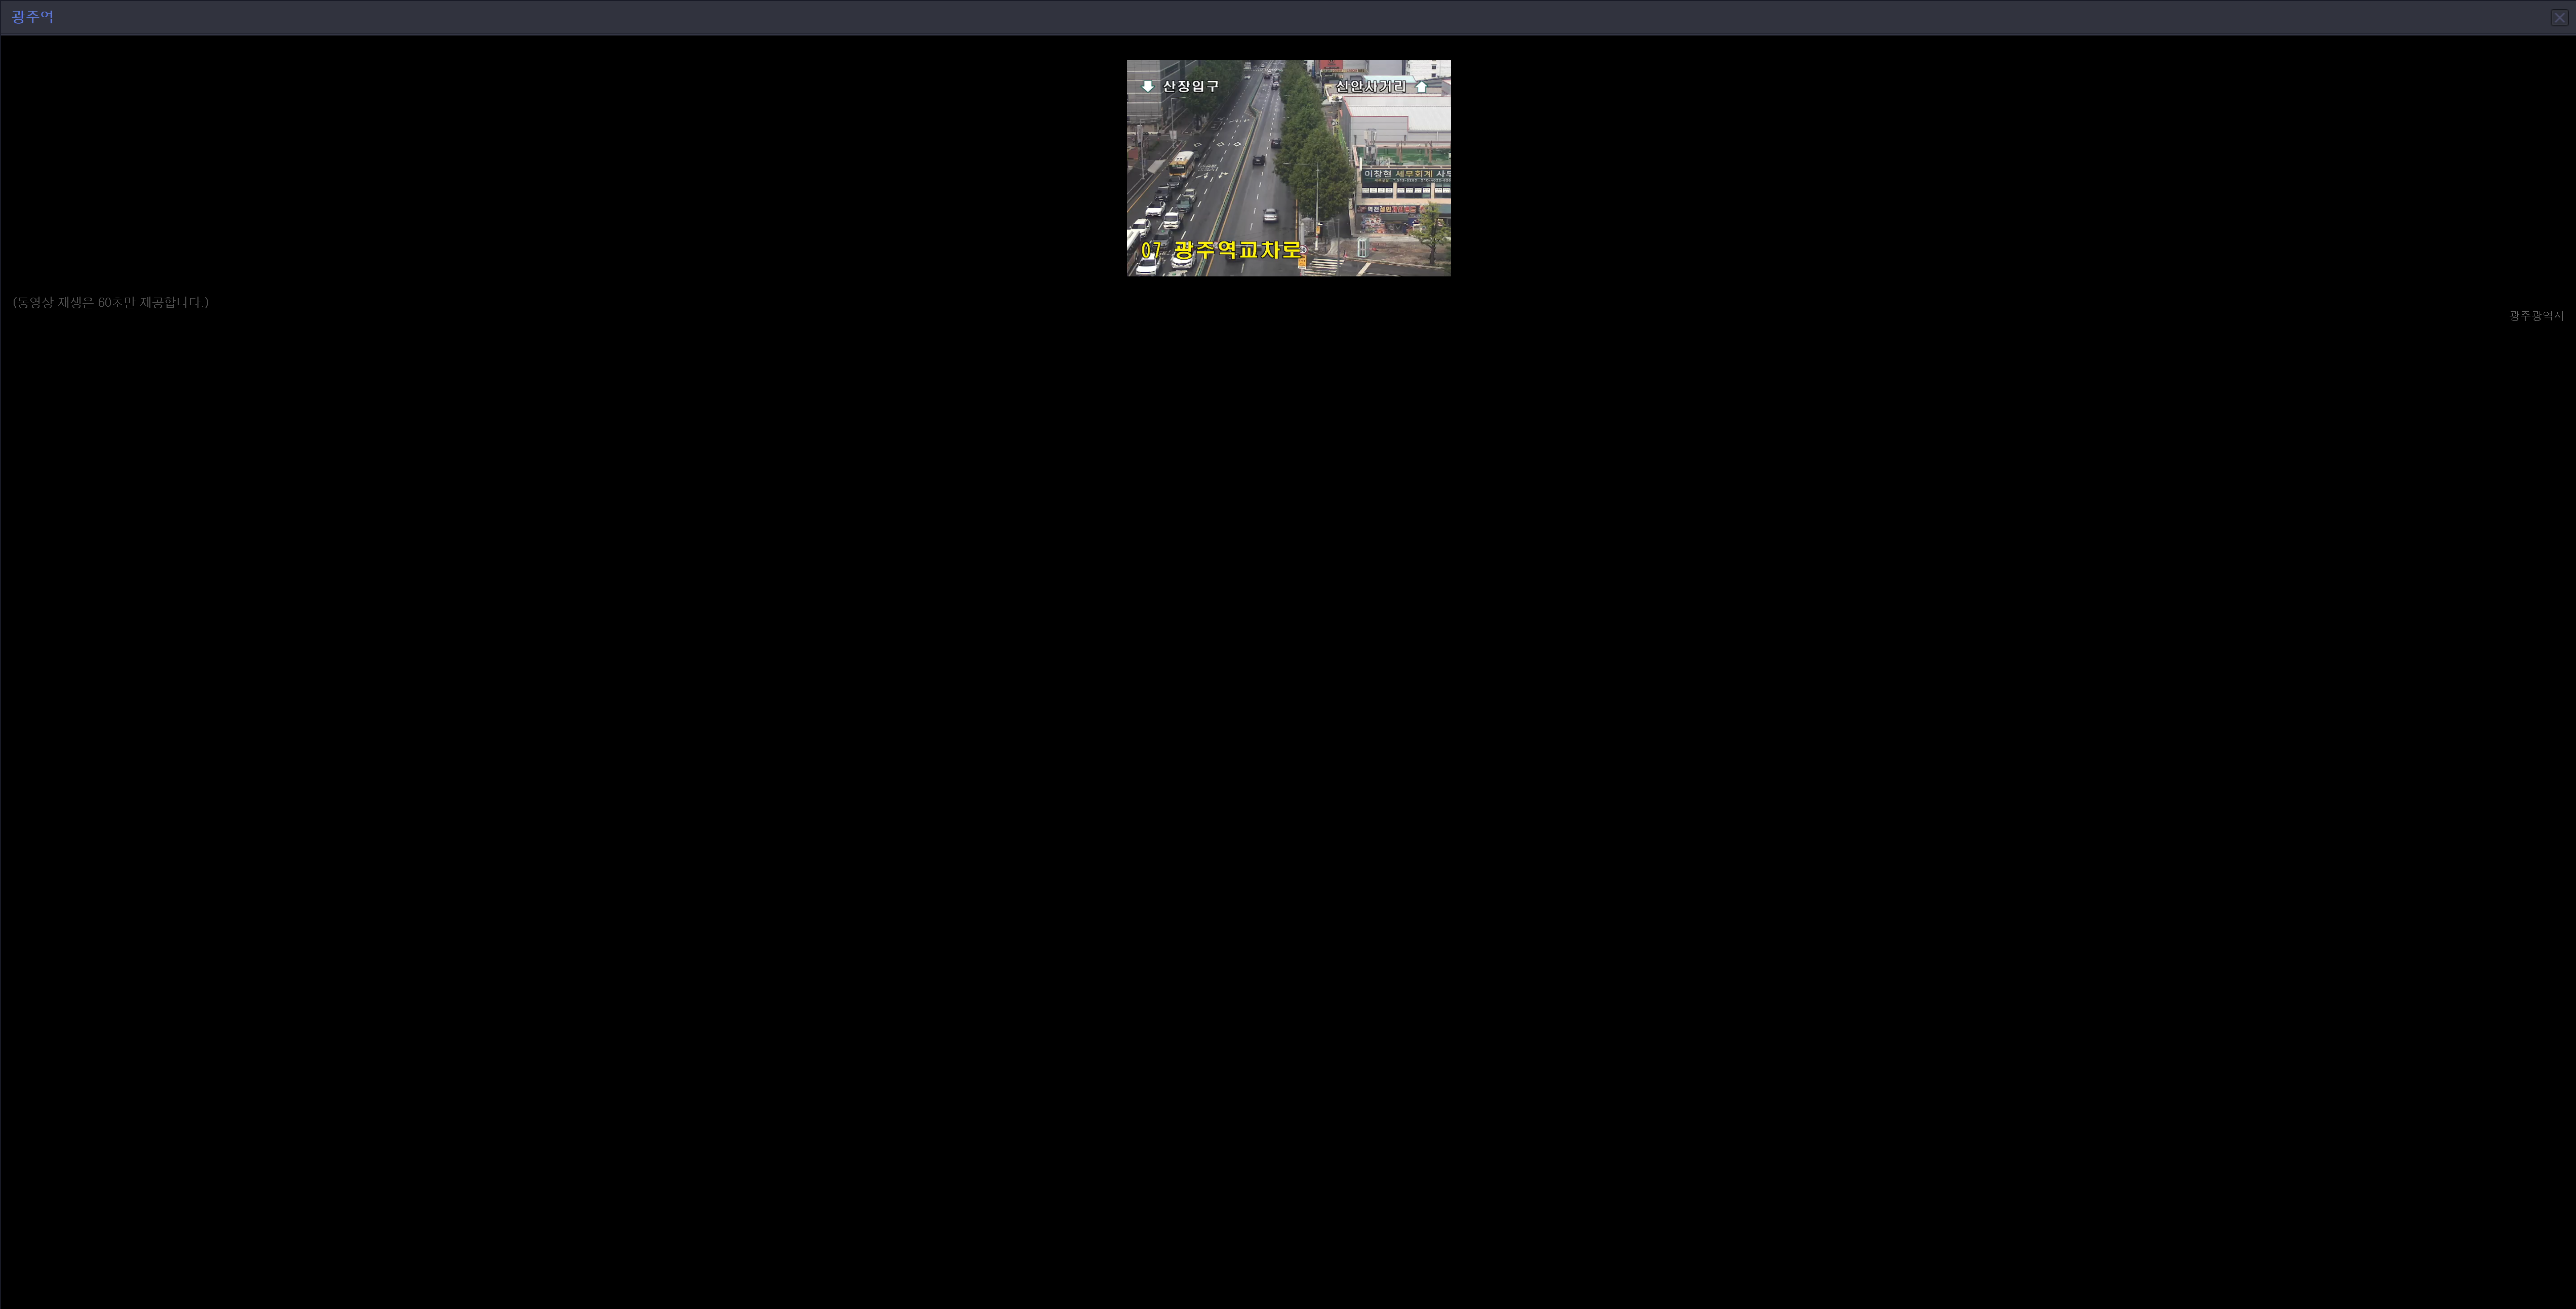 광주역
산장입구
신안사거리
이창현 세무회계 사무
07 광주역교차로
(동영상 재생은 60초만 제공합니다.)
광주광역시